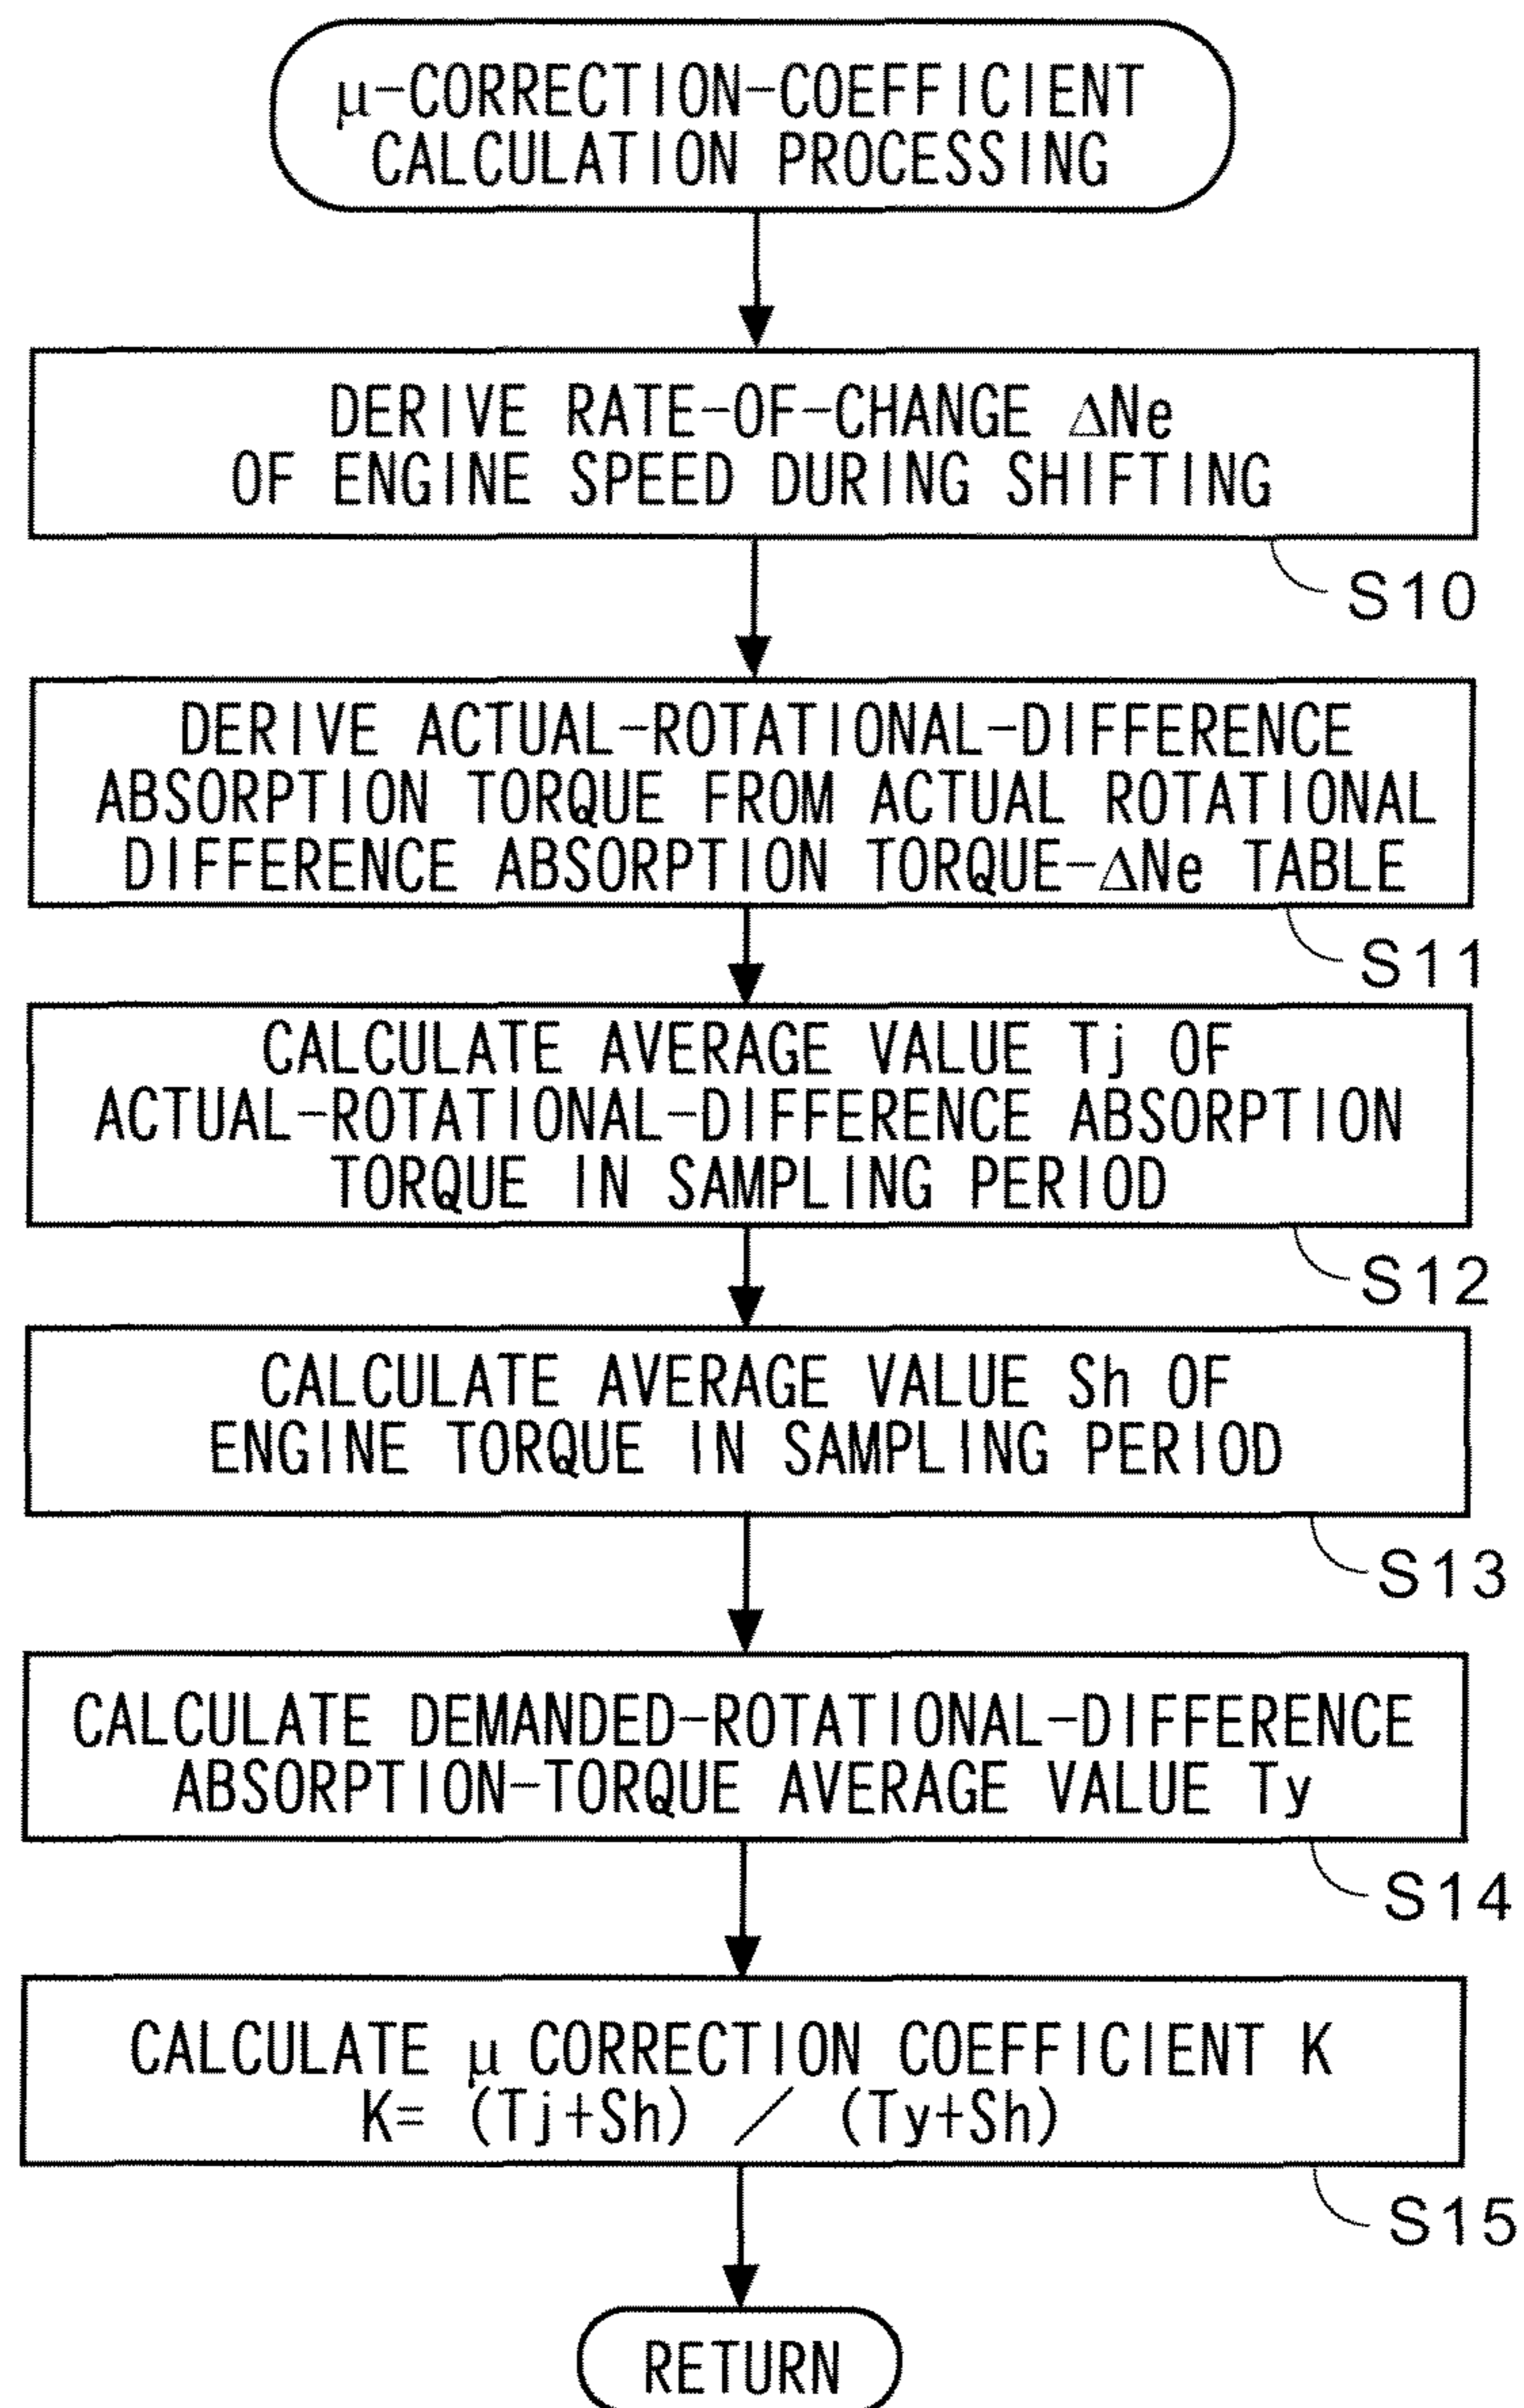 μ-CORRECTION-COEFFICIENT
CALCULATION PROCESSING
DERIVE RATE-OF-CHANGE ΔNe
OF ENGINE SPEED DURING SHIFTING
S10
DERIVE ACTUAL-ROTATIONAL-DIFFERENCE
ABSORPTION TORQUE FROM ACTUAL ROTATIONAL
DIFFERENCE ABSORPTION TORQUE-ΔNe TABLE
S11
CALCULATE AVERAGE VALUE Tj OF
ACTUAL-ROTATIONAL-DIFFERENCE ABSORPTION
TORQUE IN SAMPLING PERIOD
S12
CALCULATE AVERAGE VALUE Sh OF
ENGINE TORQUE IN SAMPLING PERIOD
S13
CALCULATE DEMANDED-ROTATIONAL-DIFFERENCE
ABSORPTION-TORQUE AVERAGE VALUE Ty
S14
CALCULATE μ CORRECTION COEFFICIENT K
K= (Tj+Sh) / (Ty+Sh)
S15
RETURN